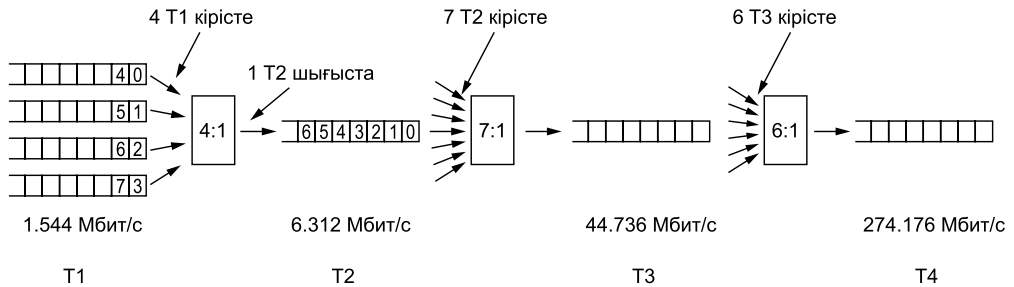 4 T1 кірісте
7 T2 кірісте
6 T3 кірісте
1 T2 шығыста
4 0
5 1
6 2
7 3
4:1
6 5 4 3 2 1 0
7:1
6:1
1.544 Мбит/с
6.312 Мбит/с
44.736 Мбит/с
274.176 Мбит/с
T1
T2
T3
T4